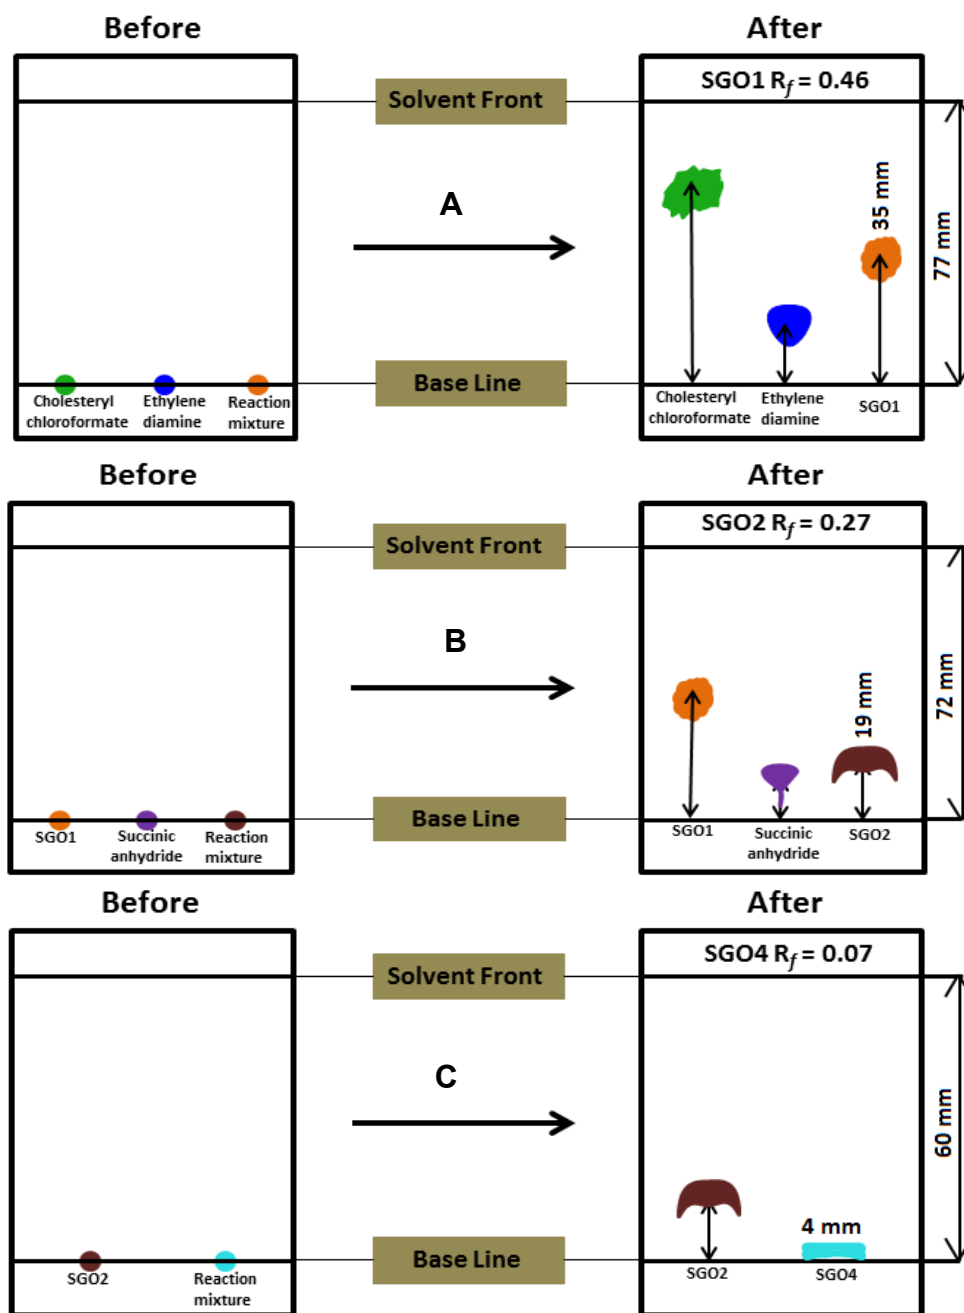 Before
After
SGO1 Rf = 0.46
Solvent Front
A
35 mm
77 mm
Base Line
Cholesteryl
chloroformate
Ethylene
diamine
Reaction
mixture
Cholesteryl
chloroformate
Ethylene
diamine
SGO1
Before
After
SGO2 Rf = 0.27
Solvent Front
B
19 mm
72 mm
Base Line
SGO1
Succinic
anhydride
Reaction
mixture
SGO1
Succinic
anhydride
SGO2
Before
After
SGO4 Rf = 0.07
Solvent Front
C
60 mm
4 mm
Base Line
SGO2
Reaction
mixture
SGO2
SGO4